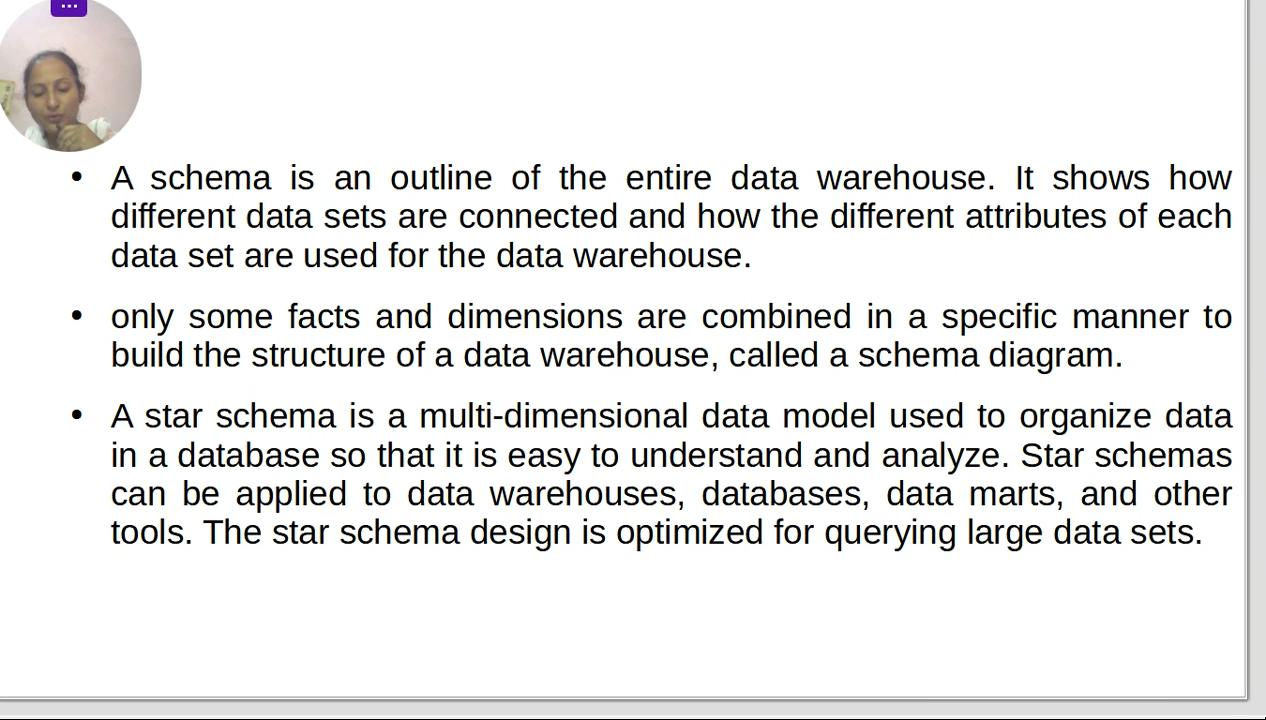 • A schema is an outline of the entire data warehouse. It shows how
different data sets are connected and how the different attributes of each
data set are used for the data warehouse.
• only some facts and dimensions are combined in a specific manner to
build the structure of a data warehouse, called a schema diagram.
• A star schema is a multi-dimensional data model used to organize data
in a database so that it is easy to understand and analyze. Star schemas
can be applied to data warehouses, databases, data marts, and other
tools. The star schema design is optimized for querying large data sets.